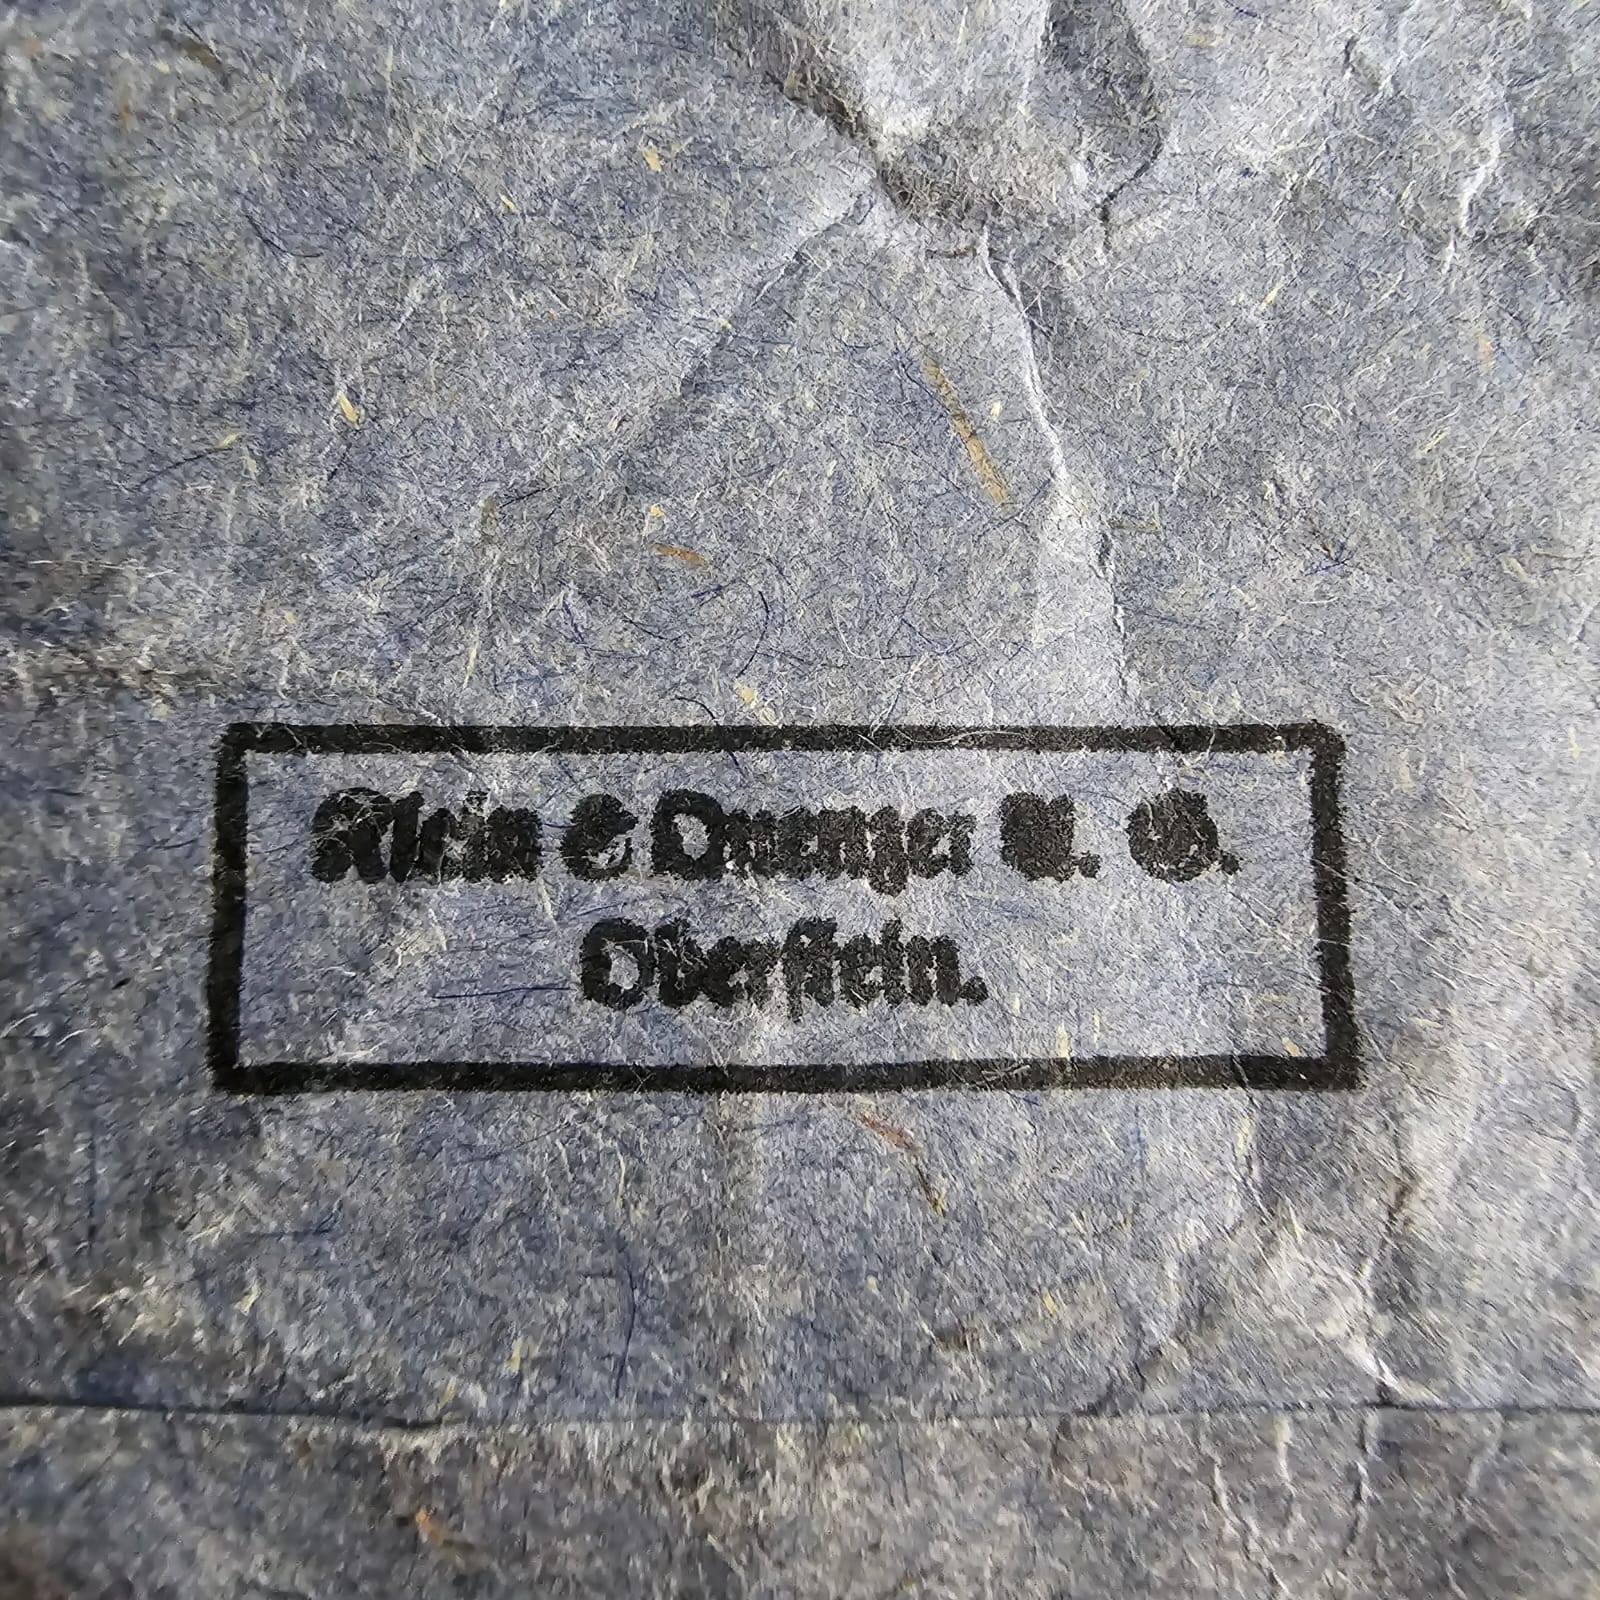 Klein & Quenzer A. G.
Oberstein.